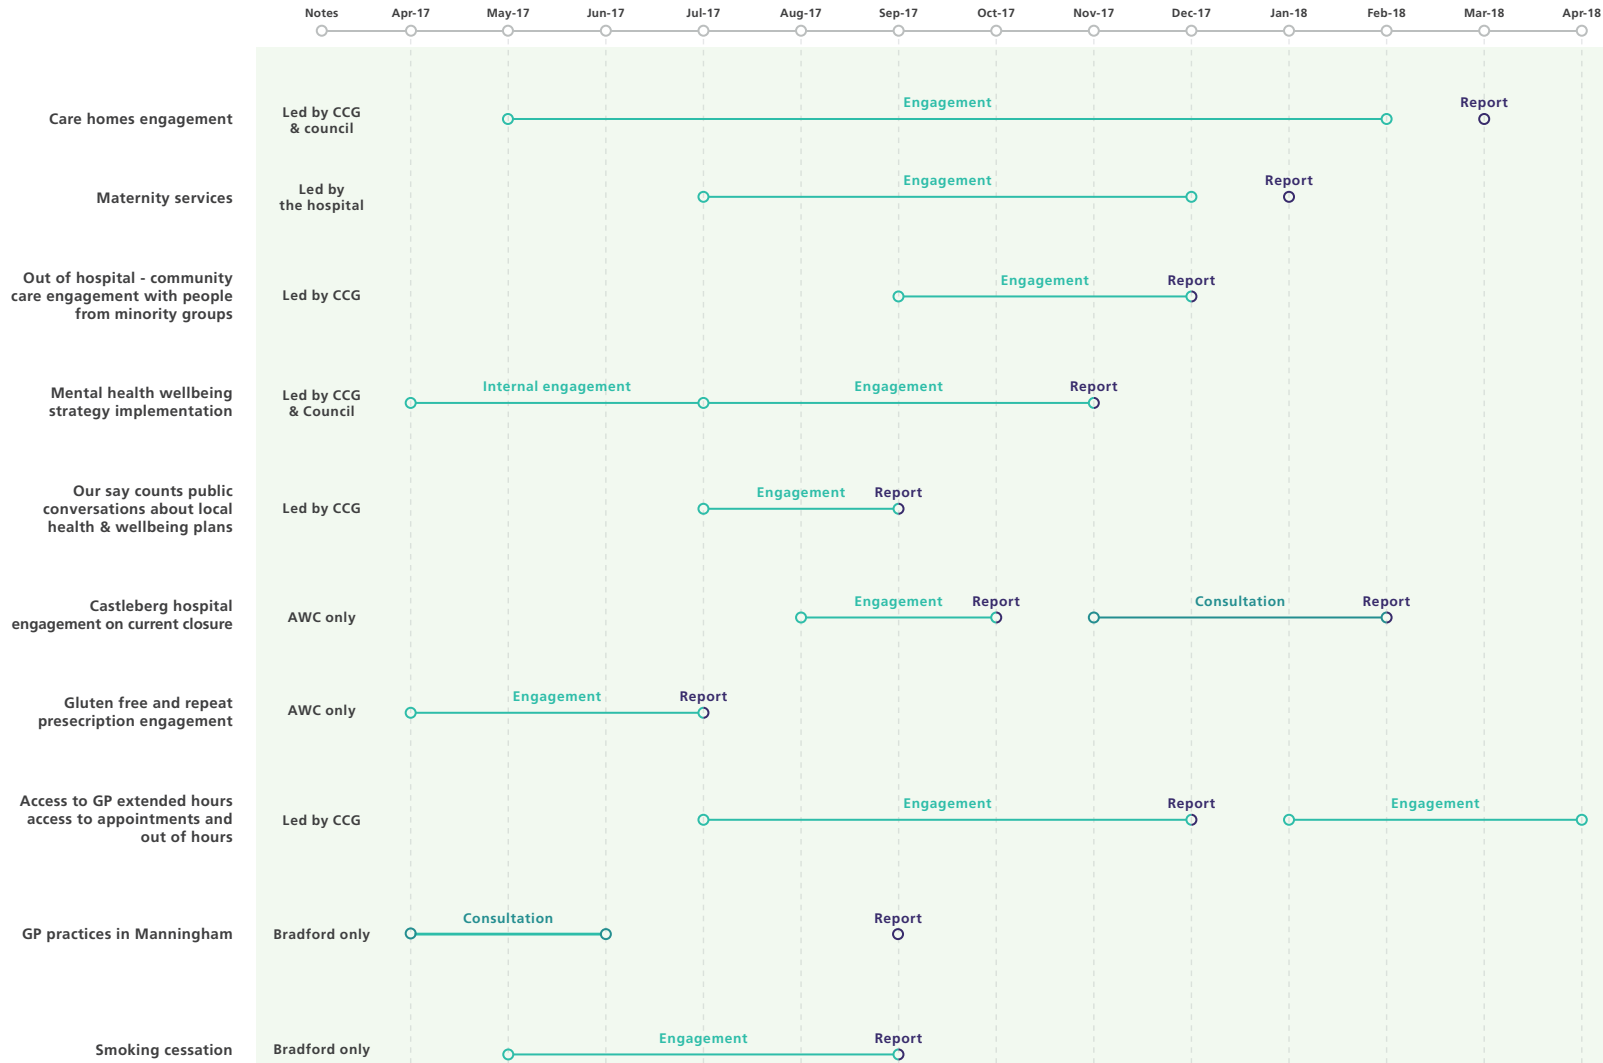 Notes Apr-17 May-17 Jun-17 Jul-17 Aug-17 Sep-17 Oct-17 Nov-17 Dec-17 Jan-18 Feb-18 Mar-18 Apr-18
Care homes engagement
Led by CCG
& council
Engagement
Report
Maternity services
Led by
the hospital
Engagement
Report
Out of hospital - community
care engagement with people
from minority groups
Led by CCG
Engagement
Report
Mental health wellbeing
strategy implementation
Led by CCG
& Council
Internal engagement
Engagement
Report
Our say counts public
conversations about local
health & wellbeing plans
Led by CCG
Engagement
Report
Castleberg hospital
engagement on current closure
AWC only
Engagement
Report
Consultation
Report
Gluten free and repeat
presecription engagement
AWC only
Engagement
Report
Access to GP extended hours
access to appointments and
out of hours
Led by CCG
Engagement
Report
Engagement
GP practices in Manningham
Bradford only
Consultation
Report
Smoking cessation
Bradford only
Engagement
Report